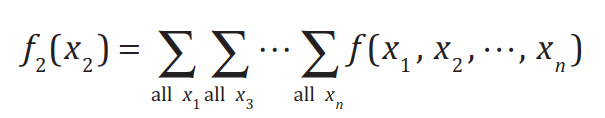 f₂(x₂) = ∑ ∑ ⋯ ∑ f(x₁, x₂, ⋯, xₙ)
all x₁ all x₃ all xₙ